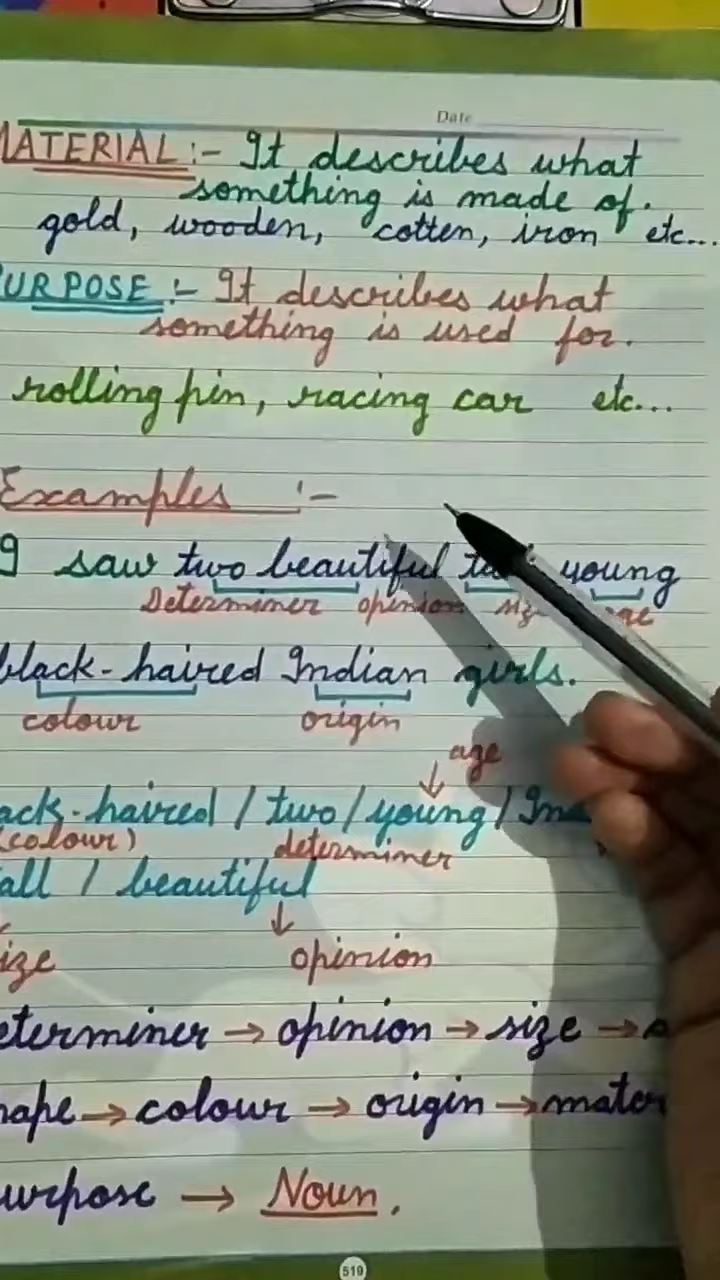 Date
MATERIAL :- It describes what
something is made of.
gold, wooden, cotten, iron etc...
PURPOSE :- It describes what
something is used for.
rolling pin, racing car etc...
Examples :-
I saw two beautiful young
Determiner opinion
black-haired Indian girls.
colour origin
age
ack-haired / two / young /
(colour) determiner
all / beautiful
ize opinion
eterminer → opinion → size →
hape → colour → origin → mater
urpose → Noun.
519